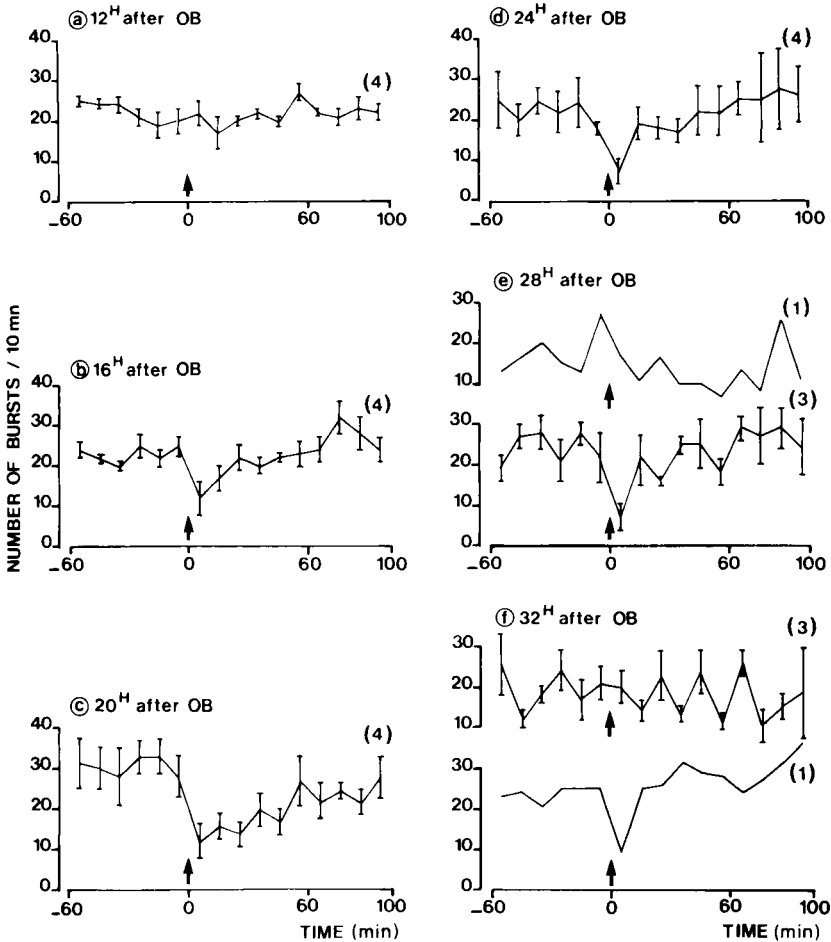 NUMBER OF BURSTS / 10 mn
ⓐ 12ᴴ after OB
(4)
40
30
20
10
0
-60 0 60 100
ⓑ 16ᴴ after OB
(4)
40
30
20
10
0
-60 0 60 100
ⓒ 20ᴴ after OB
(4)
40
30
20
10
0
-60 0 60 100
TIME (min)
ⓓ 24ᴴ after OB
(4)
40
30
20
10
0
-60 0 60 100
ⓔ 28ᴴ after OB
(1)
30
20
10
(3)
30
20
10
0
-60 0 60 100
ⓕ 32ᴴ after OB
(3)
30
20
10
(1)
30
20
10
0
-60 0 60 100
TIME (min)